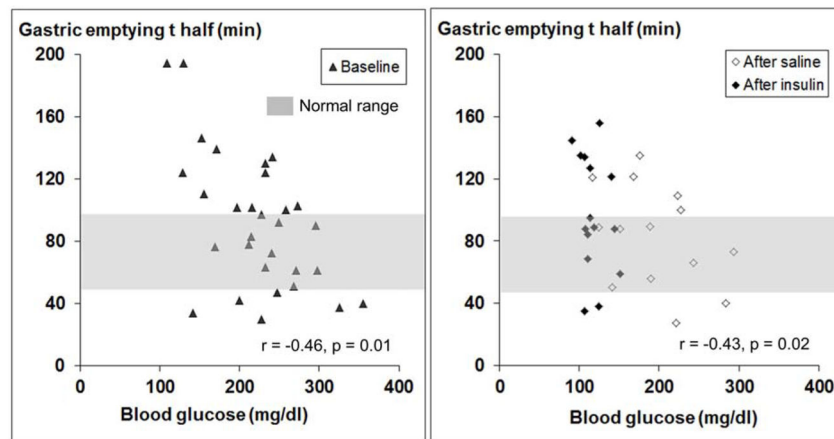 Gastric emptying t half (min)
200
160
120
80
40
0
Baseline
Normal range
r = -0.46, p = 0.01
0 100 200 300 400
Blood glucose (mg/dl)
Gastric emptying t half (min)
200
160
120
80
40
0
After saline
After insulin
r = -0.43, p = 0.02
0 100 200 300 400
Blood glucose (mg/dl)